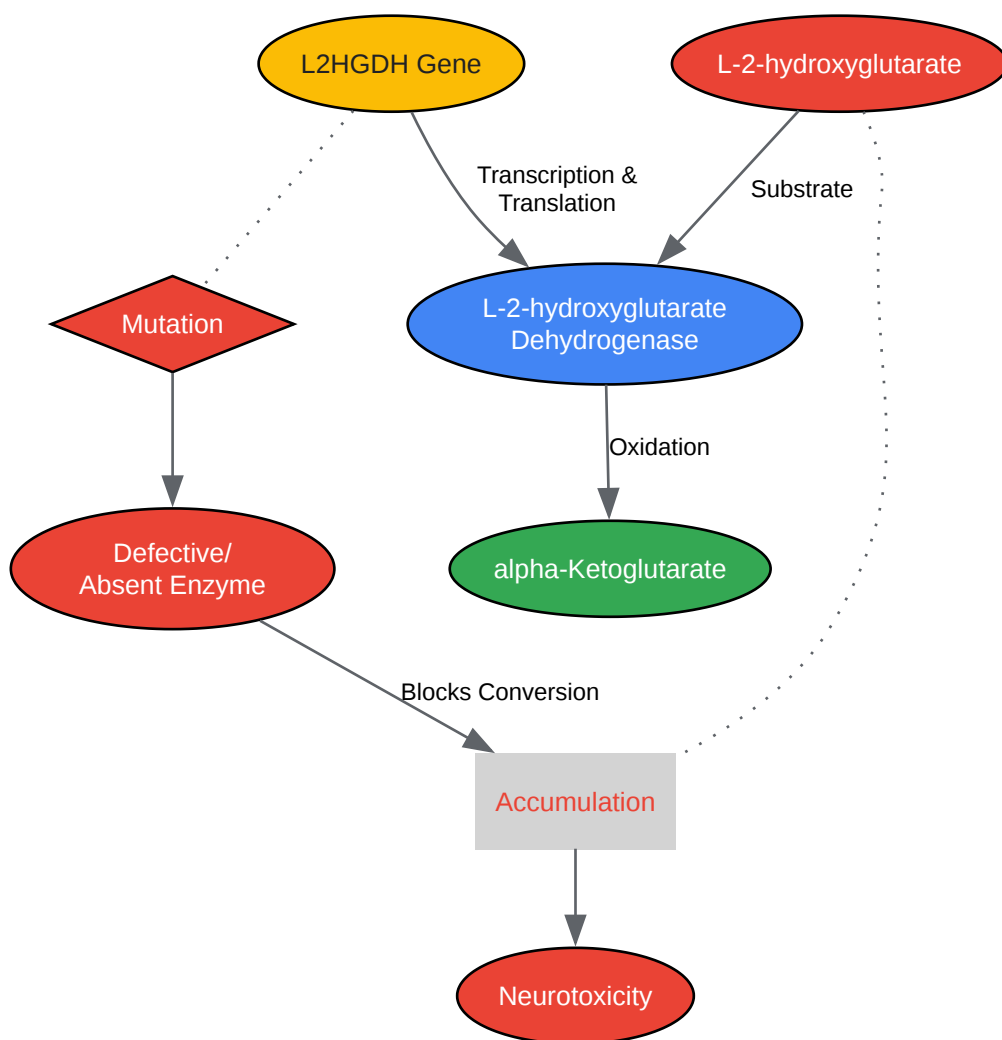 L2HGDH Gene
L-2-hydroxyglutarate
Transcription &
Translation
Substrate
Mutation
L-2-hydroxyglutarate
Dehydrogenase
Oxidation
Defective/
Absent Enzyme
alpha-Ketoglutarate
Blocks Conversion
Accumulation
Neurotoxicity